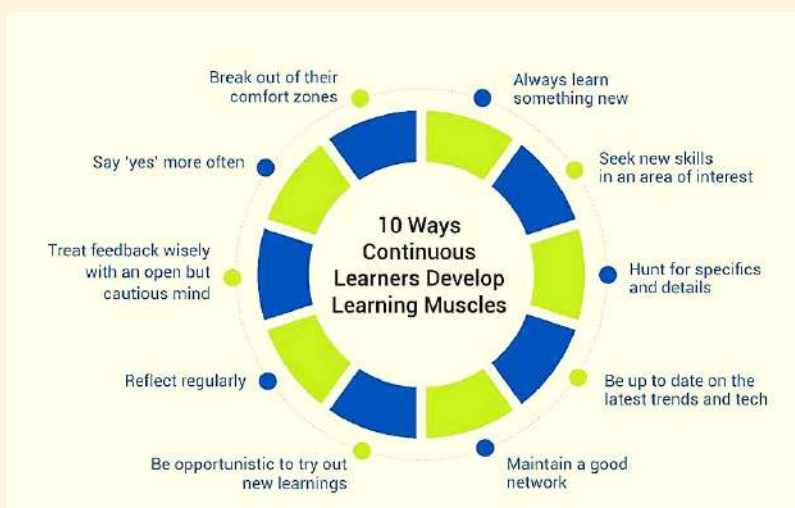 10 Ways
Continuous
Learners Develop
Learning Muscles
Always learn
something new
Seek new skills
in an area of interest
Hunt for specifics
and details
Be up to date on the
latest trends and tech
Maintain a good
network
Be opportunistic to try out
new learnings
Reflect regularly
Treat feedback wisely
with an open but
cautious mind
Say 'yes' more often
Break out of their
comfort zones